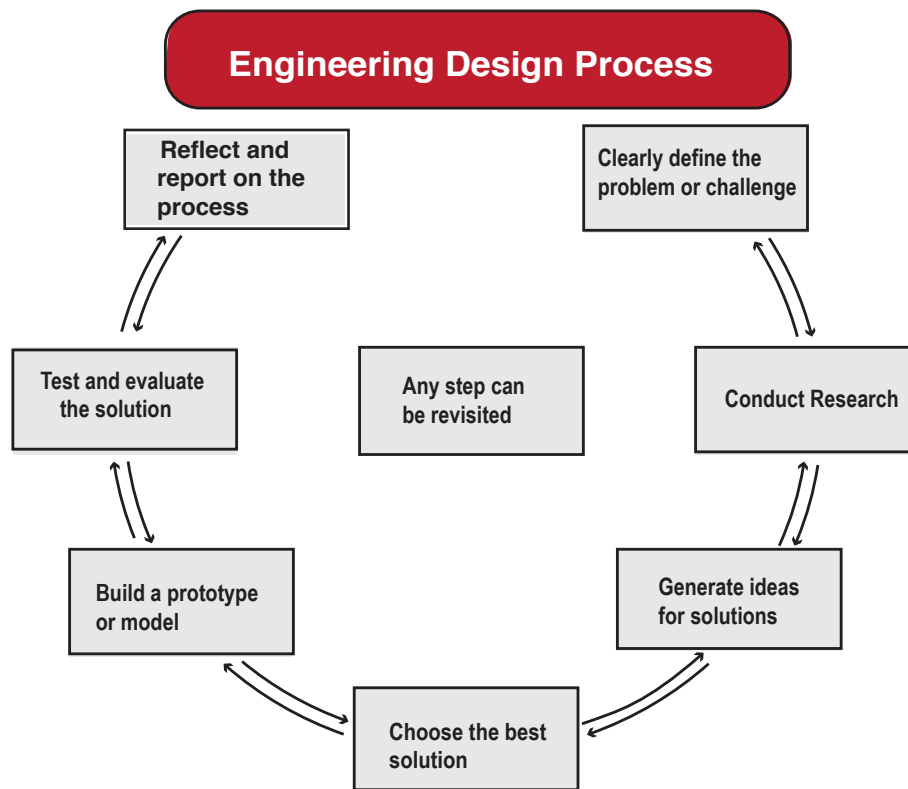 Engineering Design Process
Reflect and
report on the
process
Clearly define the
problem or challenge
Test and evaluate
the solution
Any step can
be revisited
Conduct Research
Build a prototype
or model
Generate ideas
for solutions
Choose the best
solution